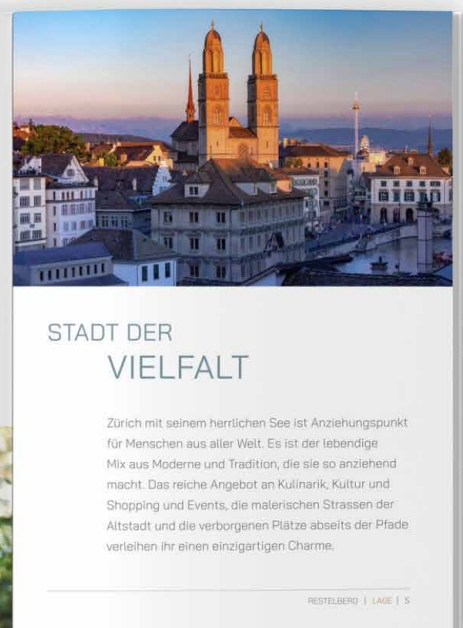 STADT DER
VIELFALT
Zürich mit seinem herrlichen See ist Anziehungspunkt
für Menschen aus aller Welt. Es ist der lebendige
Mix aus Moderne und Tradition, die sie so anziehend
macht. Das reiche Angebot an Kulinarik, Kultur und
Shopping und Events, die malerischen Strassen der
Altstadt und die verborgenen Plätze abseits der Pfade
verleihen ihr einen einzigartigen Charme.
RESTELBERG | LAGE | 5